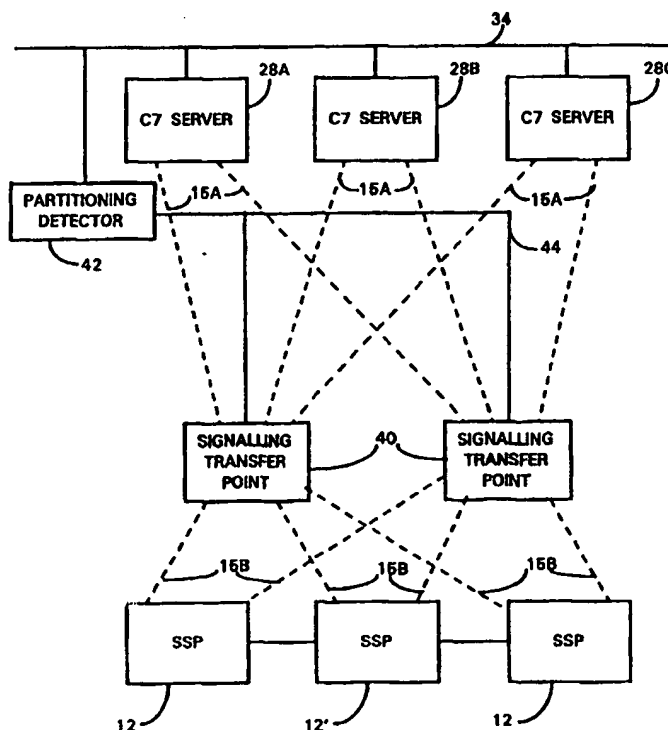 34
28A
28B
28C
C7 SERVER
C7 SERVER
C7 SERVER
15A
15A
15A
PARTITIONING
DETECTOR
42
44
SIGNALLING
TRANSFER
POINT
40
SIGNALLING
TRANSFER
POINT
15B
15B
15B
SSP
SSP
SSP
12
12'
12